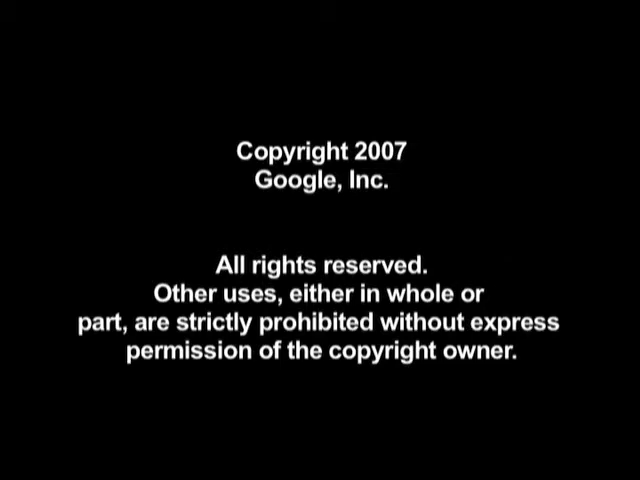 Copyright 2007
Google, Inc.
All rights reserved.
Other uses, either in whole or
part, are strictly prohibited without express
permission of the copyright owner.